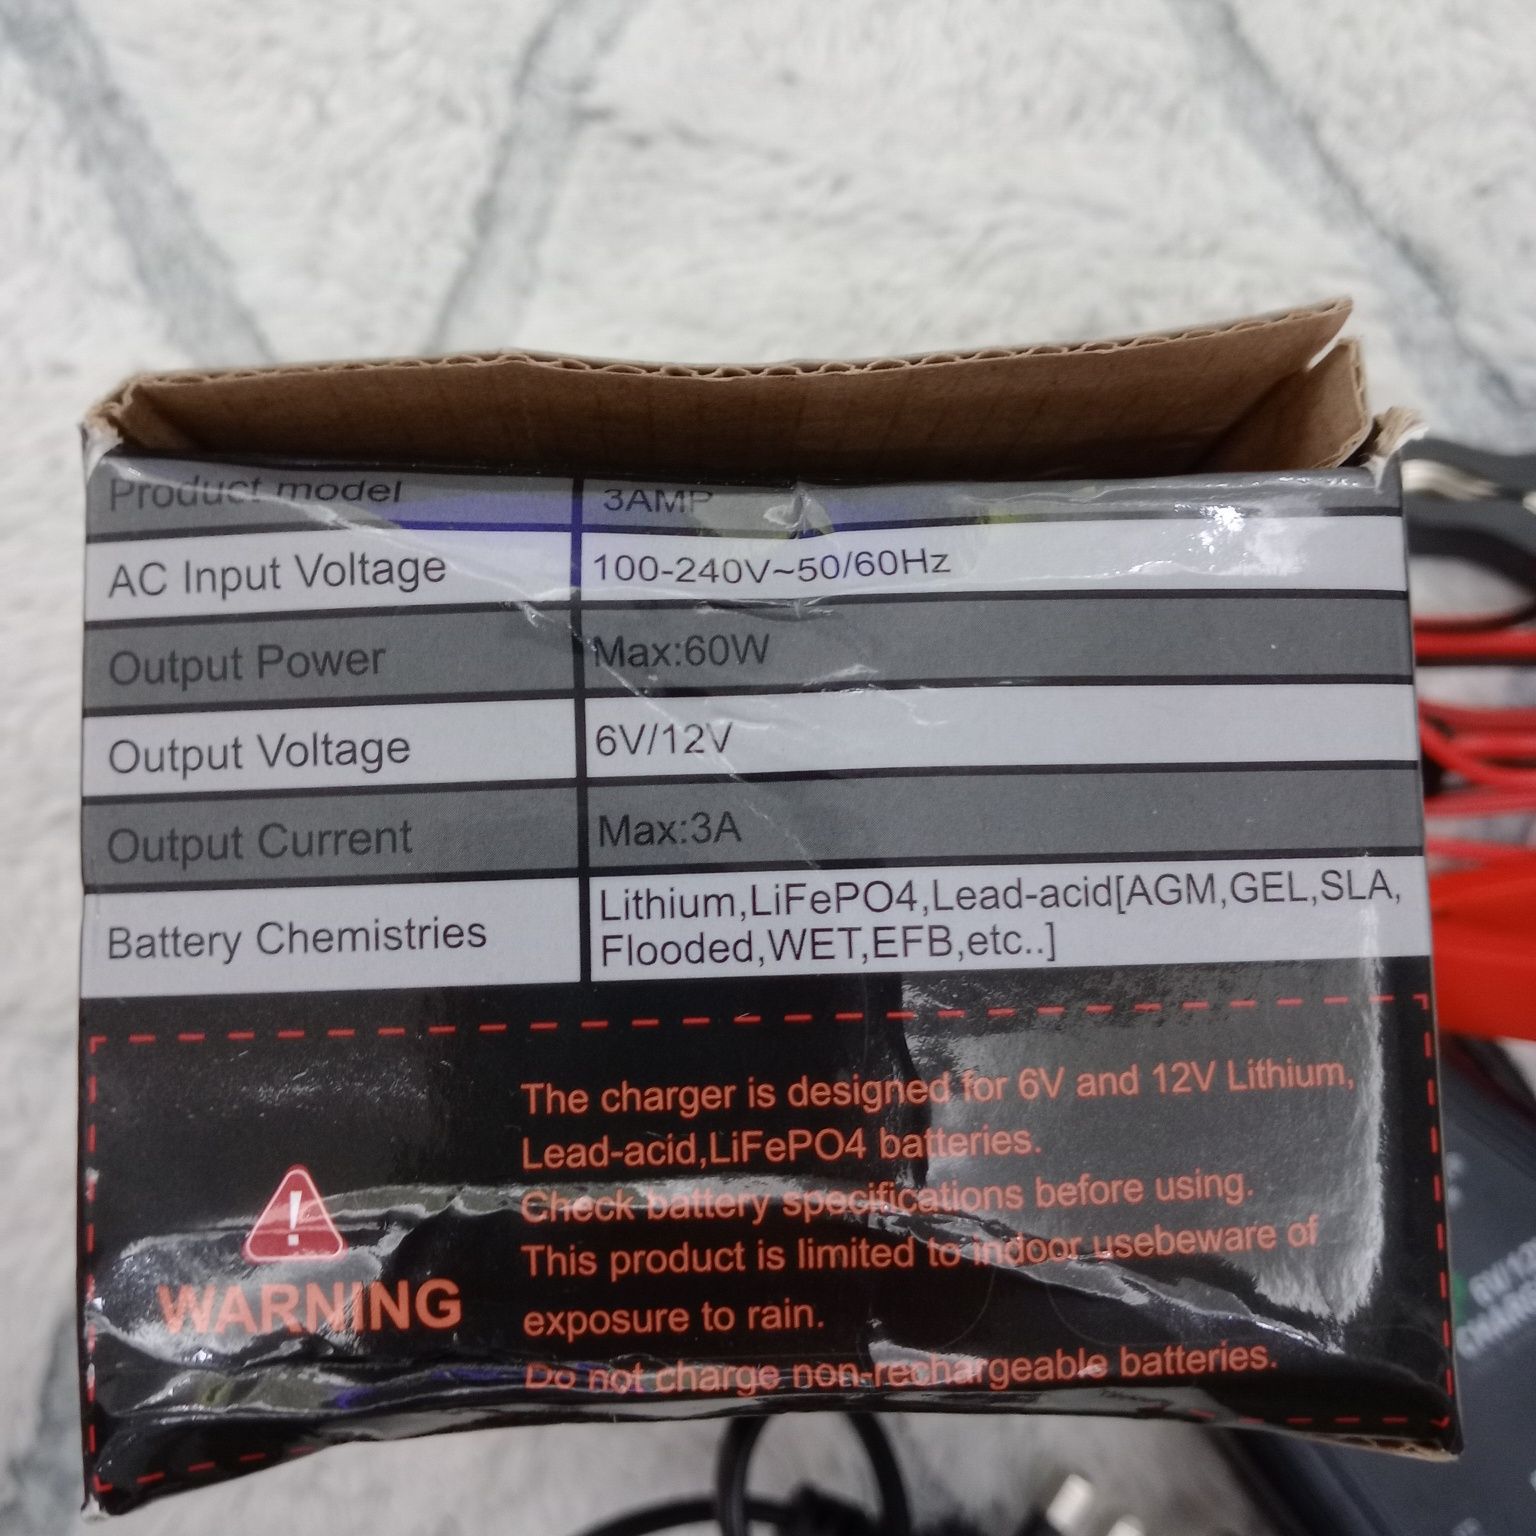 Product model 3AMP
AC Input Voltage 100-240V~50/60Hz
Output Power Max:60W
Output Voltage 6V/12V
Output Current Max:3A
Battery Chemistries Lithium,LiFePO4,Lead-acid[AGM,GEL,SLA,
Flooded,WET,EFB,etc..]
The charger is designed for 6V and 12V Lithium,
Lead-acid,LiFePO4 batteries.
Check battery specifications before using.
This product is limited to indoor usebeware of
exposure to rain.
Do not charge non-rechargeable batteries.
WARNING